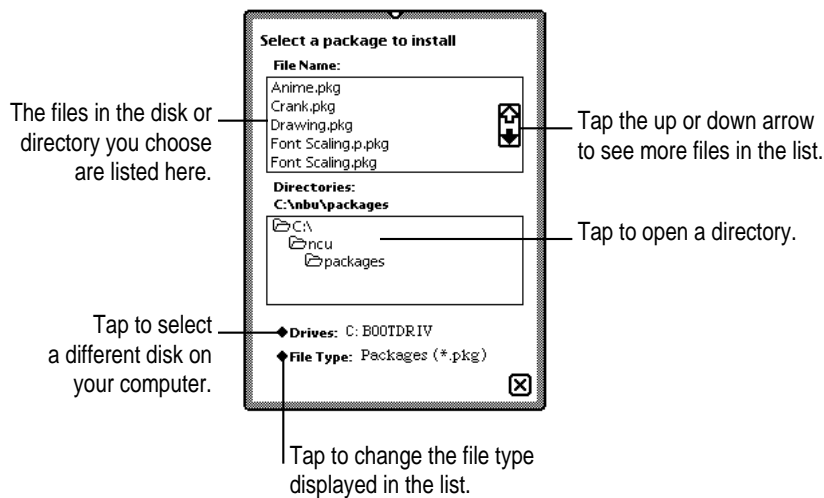 Select a package to install
File Name:
Anime.pkg
Crank.pkg
Drawing.pkg
Font Scaling.p.pkg
Font Scaling.pkg
Directories:
C:\nbu\packages
C:\
ncu
packages
Drives: C: BOOTDRIV
File Type: Packages (*.pkg)
The files in the disk or
directory you choose
are listed here.
Tap the up or down arrow
to see more files in the list.
Tap to open a directory.
Tap to select
a different disk on
your computer.
Tap to change the file type
displayed in the list.